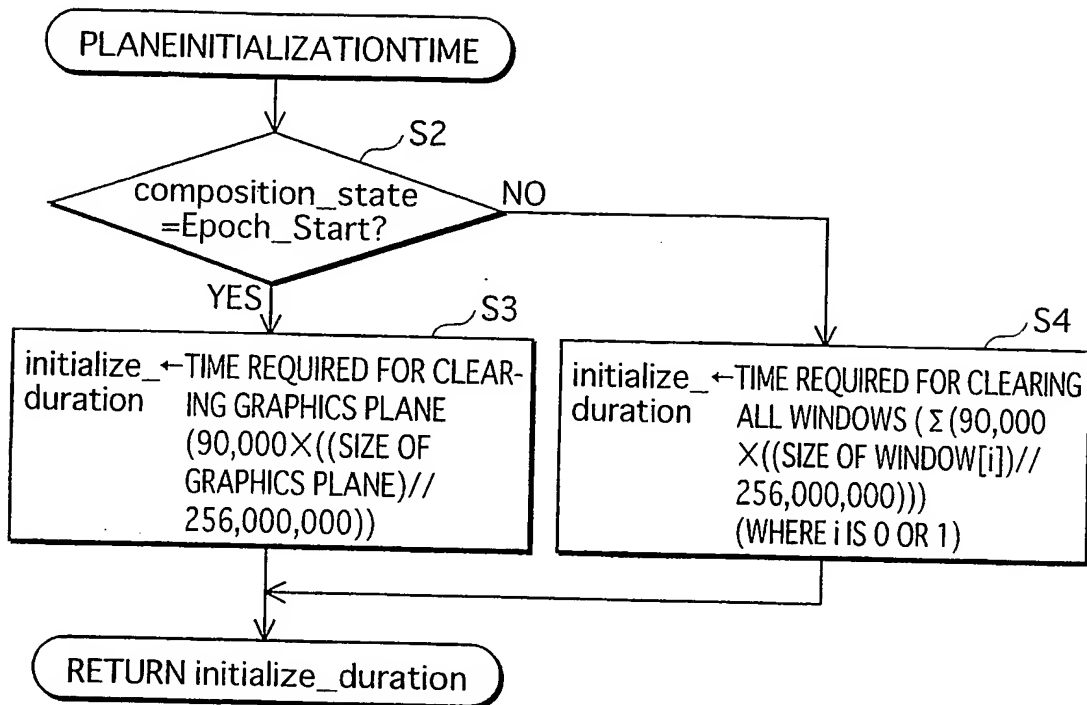 PLANEINITIALIZATIONTIME
S2
composition_state
=Epoch_Start?
NO
YES
S3
initialize_←TIME REQUIRED FOR CLEAR-
duration ING GRAPHICS PLANE
(90,000×((SIZE OF
GRAPHICS PLANE)//
256,000,000))
S4
initialize_←TIME REQUIRED FOR CLEARING
duration ALL WINDOWS (Σ(90,000
×((SIZE OF WINDOW[i])//
256,000,000)))
(WHERE i IS 0 OR 1)
RETURN initialize_duration